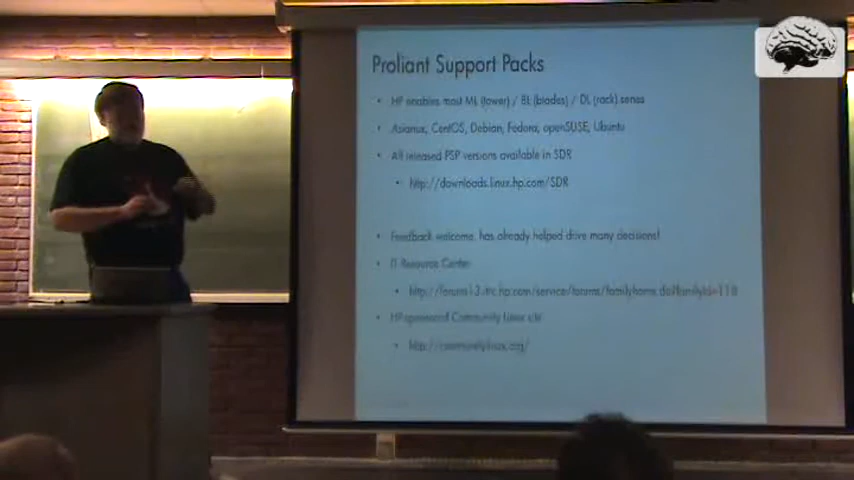 Proliant Support Packs
• HP enables most ML (tower) / BL (blades) / DL (rack) series
• Asianux, CentOS, Debian, Fedora, openSUSE, Ubuntu
• All released PSP versions available in SDR
• http://downloads.linux.hp.com/SDR
• Feedback welcome, has already helped drive many decisions!
• IT Resource Center
• http://forums13.itrc.hp.com/service/forums/familyhome.do?familyId=118
• HP-sponsored Community Linux site
• http://communitylinux.org/